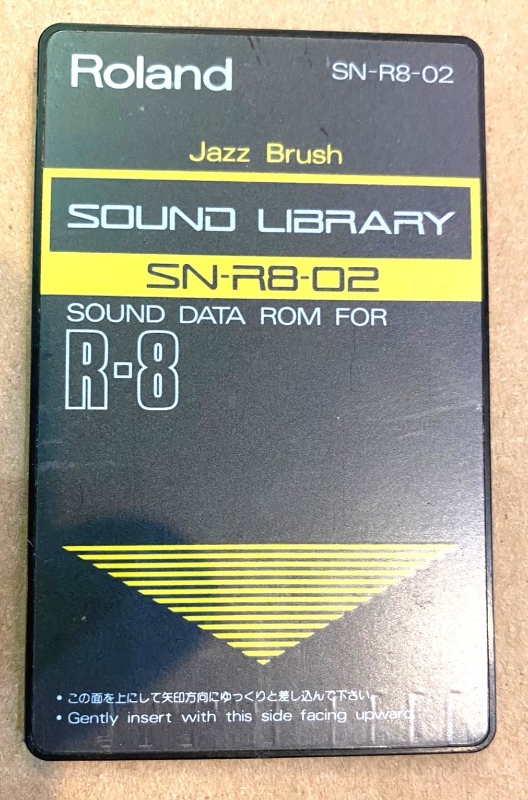 Roland SN-R8-02
Jazz Brush
SOUND LIBRARY
SN-R8-02
SOUND DATA ROM FOR
R-8
• この面を上にして矢印方向にゆっくりと差し込んで下さい。
• Gently insert with this side facing upward.